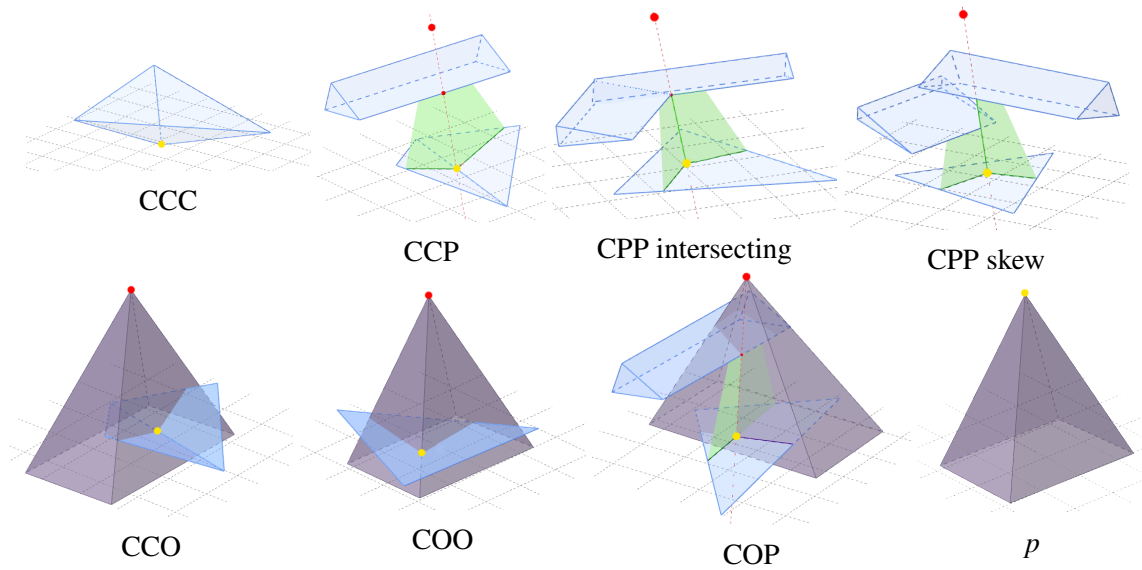 CCC
CCP
CPP intersecting
CPP skew
CCO
COO
COP
p